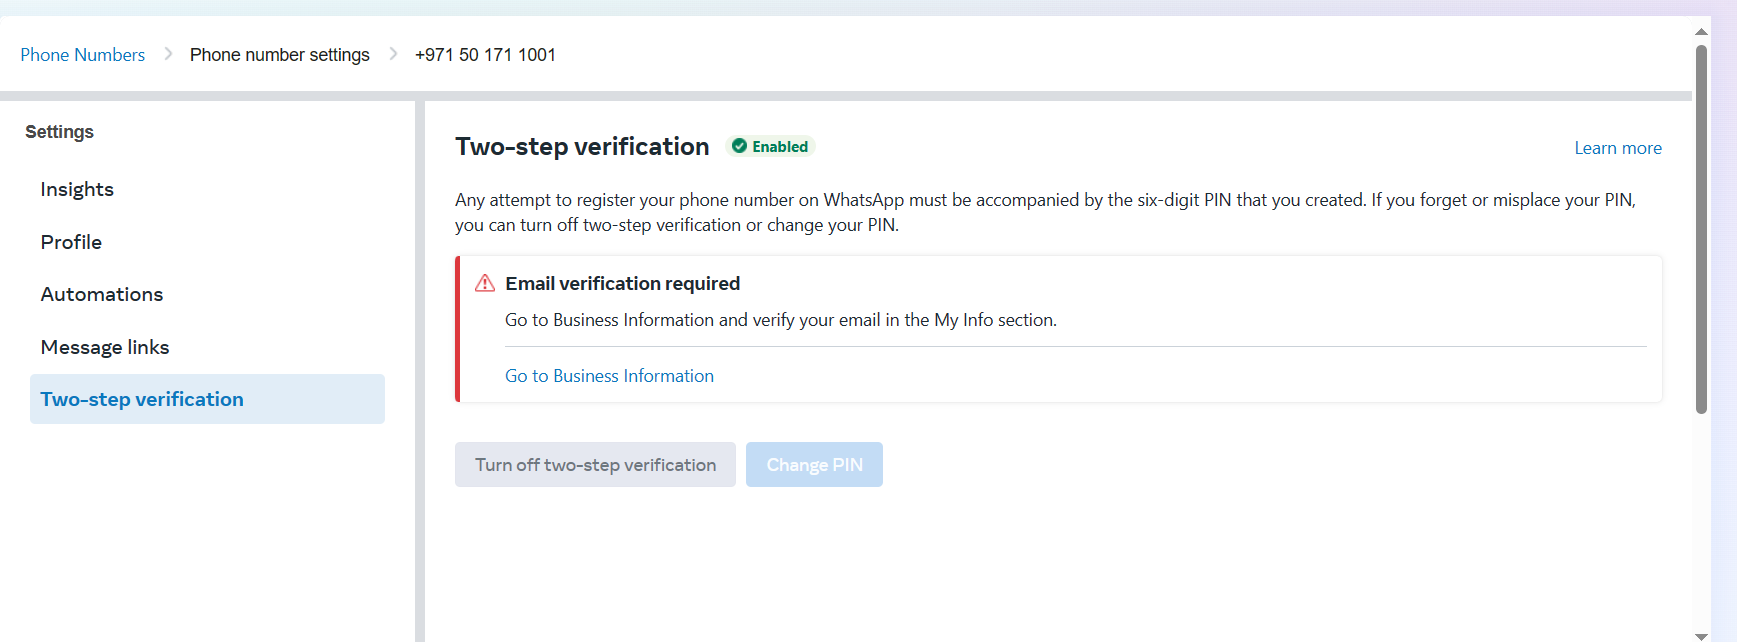 Phone Numbers > Phone number settings > +971 50 171 1001
Settings
Insights
Profile
Automations
Message links
Two-step verification
Two-step verification Enabled
Learn more
Any attempt to register your phone number on WhatsApp must be accompanied by the six-digit PIN that you created. If you forget or misplace your PIN,
you can turn off two-step verification or change your PIN.
Email verification required
Go to Business Information and verify your email in the My Info section.
Go to Business Information
Turn off two-step verification
Change PIN